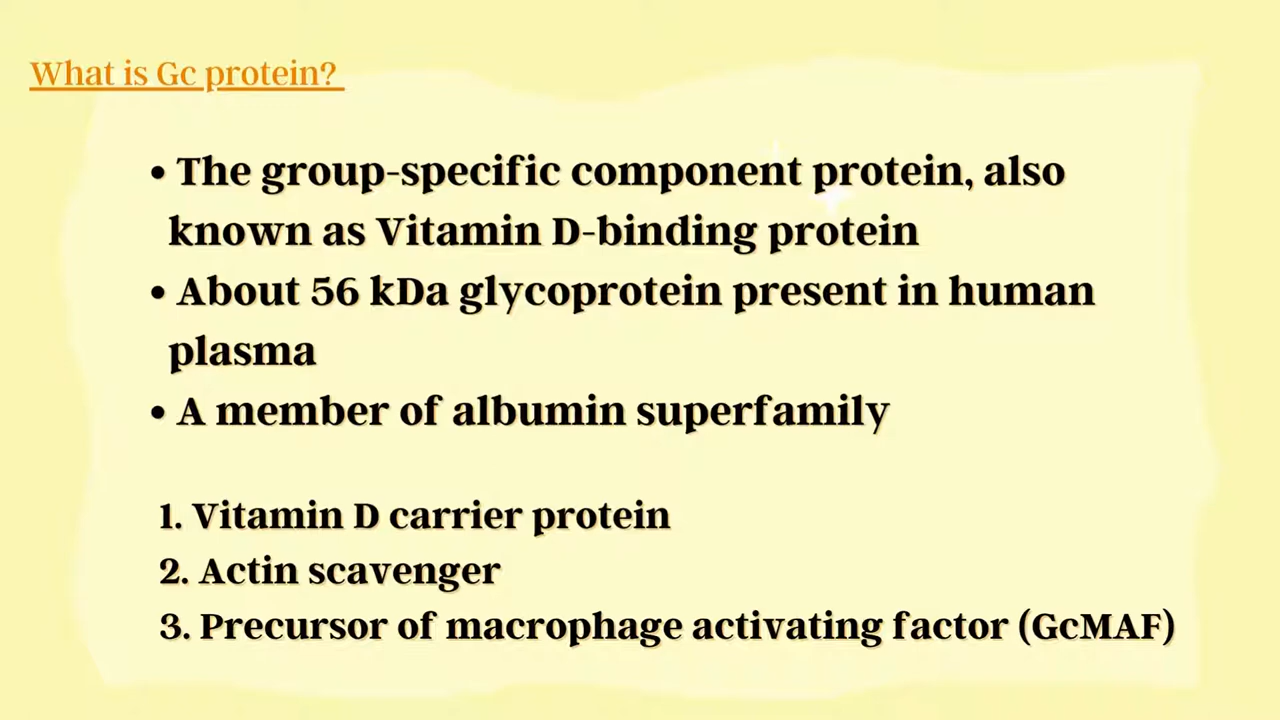 What is Gc protein?
• The group-specific component protein, also
known as Vitamin D-binding protein
• About 56 kDa glycoprotein present in human
plasma
• A member of albumin superfamily
1. Vitamin D carrier protein
2. Actin scavenger
3. Precursor of macrophage activating factor (GcMAF)